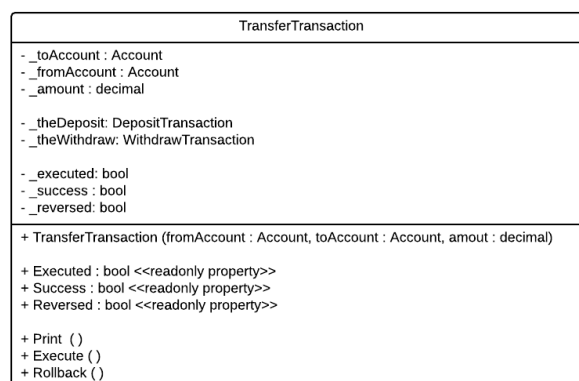 TransferTransaction
- _toAccount : Account
- _fromAccount : Account
- _amount : decimal
- _theDeposit: DepositTransaction
- _theWithdraw: WithdrawTransaction
- _executed: bool
- _success : bool
- _reversed: bool
+ TransferTransaction (fromAccount : Account, toAccount : Account, amout : decimal)
+ Executed : bool <<readonly property>>
+ Success : bool <<readonly property>>
+ Reversed : bool <<readonly property>>
+ Print ( )
+ Execute ( )
+ Rollback ( )